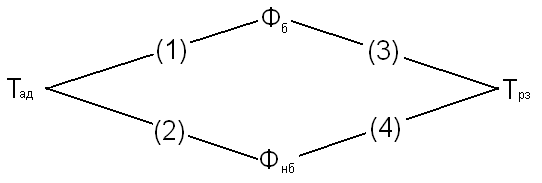 Фб
(1) (3)
Тад Трз
(2) (4)
Фнб